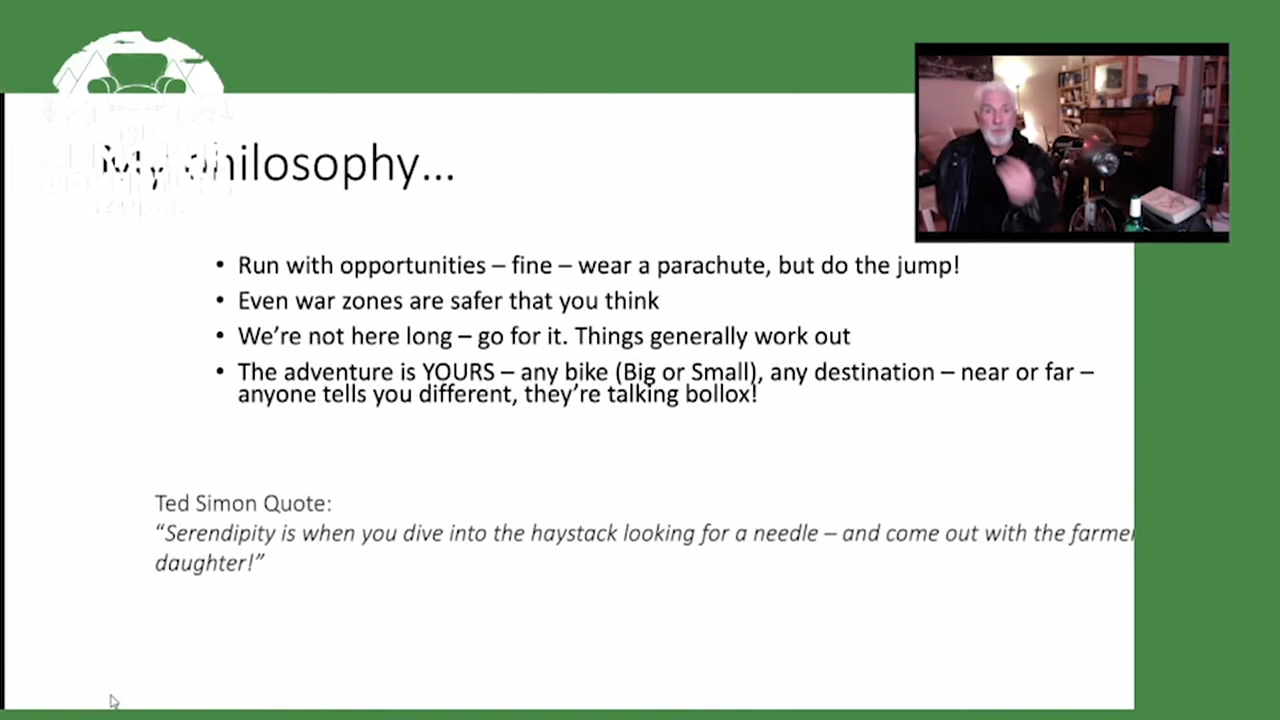 My philosophy...
• Run with opportunities – fine – wear a parachute, but do the jump!
• Even war zones are safer that you think
• We’re not here long – go for it. Things generally work out
• The adventure is YOURS – any bike (Big or Small), any destination – near or far –
anyone tells you different, they’re talking bollox!
Ted Simon Quote:
“Serendipity is when you dive into the haystack looking for a needle – and come out with the farmer
daughter!”